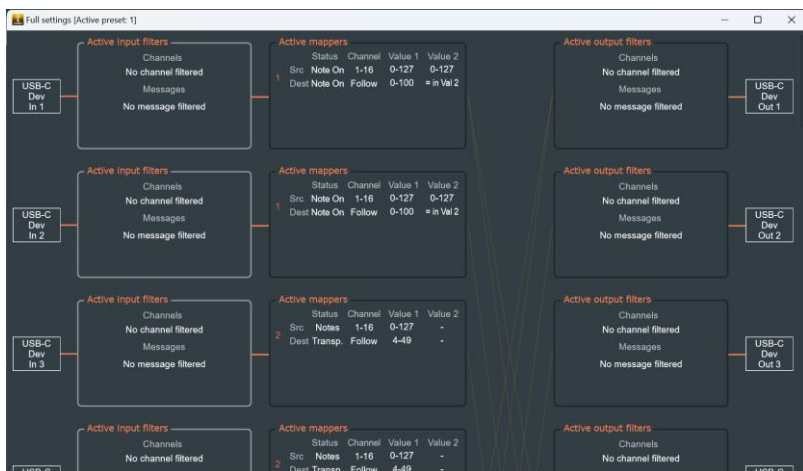 Full settings [Active preset: 1]
Active input filters
Channels
No channel filtered
Messages
No message filtered
USB-C
Dev
In 1
Active mappers
Status Channel Value 1 Value 2
1
Src Note On 1-16 0-127 0-127
Dest Note On Follow 0-100 = in Val 2
Active output filters
Channels
No channel filtered
Messages
No message filtered
USB-C
Dev
Out 1
Active input filters
Channels
No channel filtered
Messages
No message filtered
USB-C
Dev
In 2
Active mappers
Status Channel Value 1 Value 2
1
Src Note On 1-16 0-127 0-127
Dest Note On Follow 0-100 = in Val 2
Active output filters
Channels
No channel filtered
Messages
No message filtered
USB-C
Dev
Out 2
Active input filters
Channels
No channel filtered
Messages
No message filtered
USB-C
Dev
In 3
Active mappers
Status Channel Value 1 Value 2
2
Src Notes 1-16 0-127 -
Dest Transp. Follow 4-49 -
Active output filters
Channels
No channel filtered
Messages
No message filtered
USB-C
Dev
Out 3
Active input filters
Channels
No channel filtered
USB-C
Active mappers
Status Channel Value 1 Value 2
2
Src Notes 1-16 0-127 -
Dest Transp. Follow 4-49 -
Active output filters
Channels
No channel filtered
USB-C